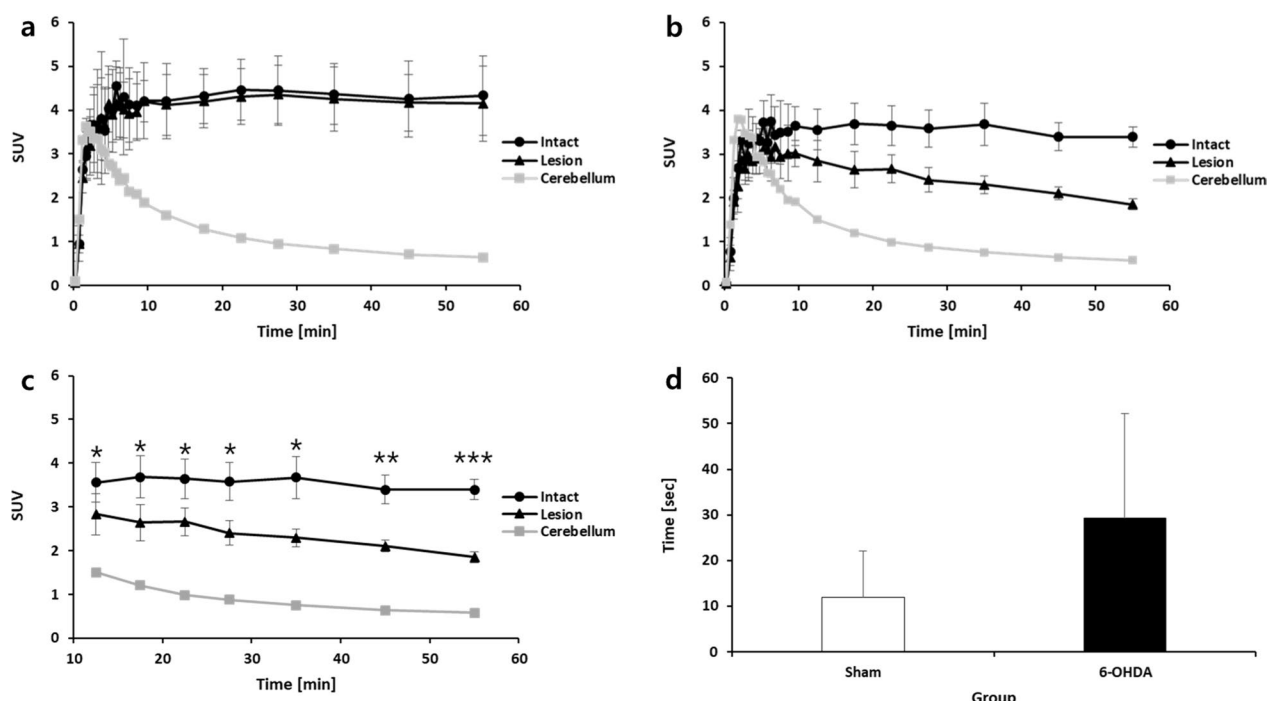 a
6
5
4
3
2
1
0
SUV
0 10 20 30 40 50 60
Time [min]
Intact
Lesion
Cerebellum
b
6
5
4
3
2
1
0
SUV
0 10 20 30 40 50 60
Time [min]
Intact
Lesion
Cerebellum
c
6
5
4
3
2
1
0
SUV
* * * * * ** ***
10 20 30 40 50 60
Time [min]
Intact
Lesion
Cerebellum
d
60
50
40
30
20
10
0
Time [sec]
Sham 6-OHDA
Group